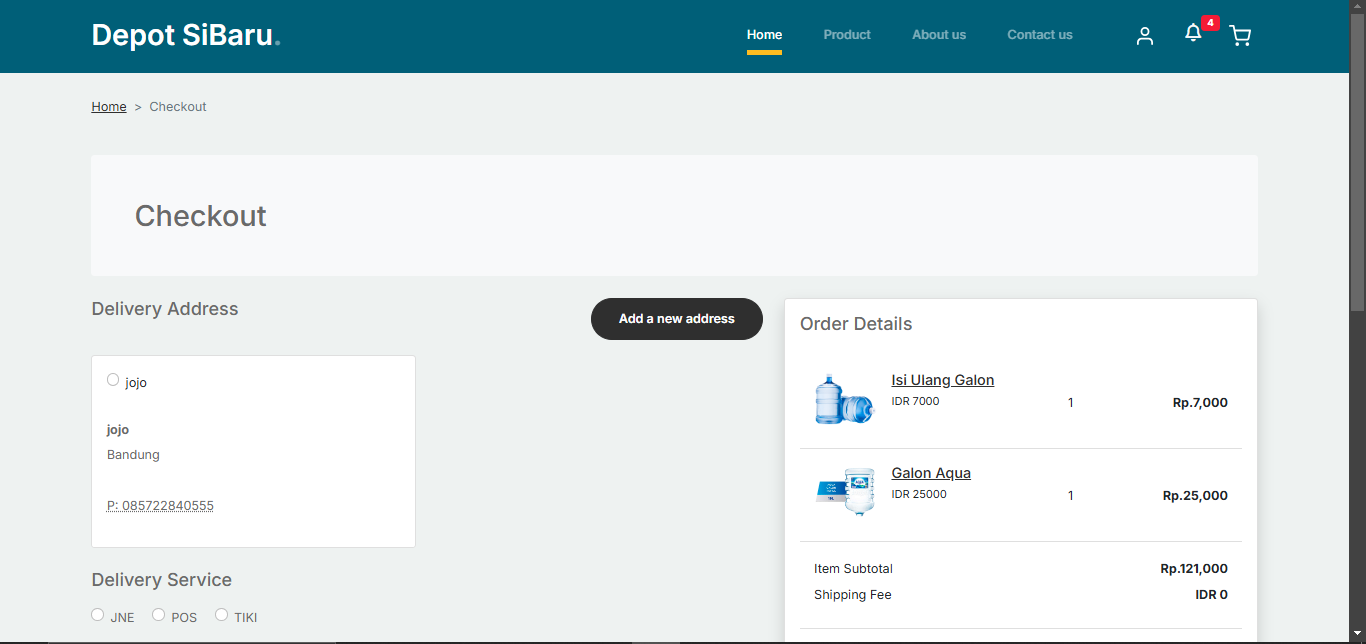 Depot SiBaru.
Home Product About us Contact us 4
Home > Checkout
Checkout
Delivery Address
Add a new address
jojo
jojo
Bandung
P: 085722840555
Delivery Service
JNE POS TIKI
Order Details
Isi Ulang Galon
IDR 7000
1 Rp.7,000
Galon Aqua
IDR 25000
1 Rp.25,000
Item Subtotal Rp.121,000
Shipping Fee IDR 0